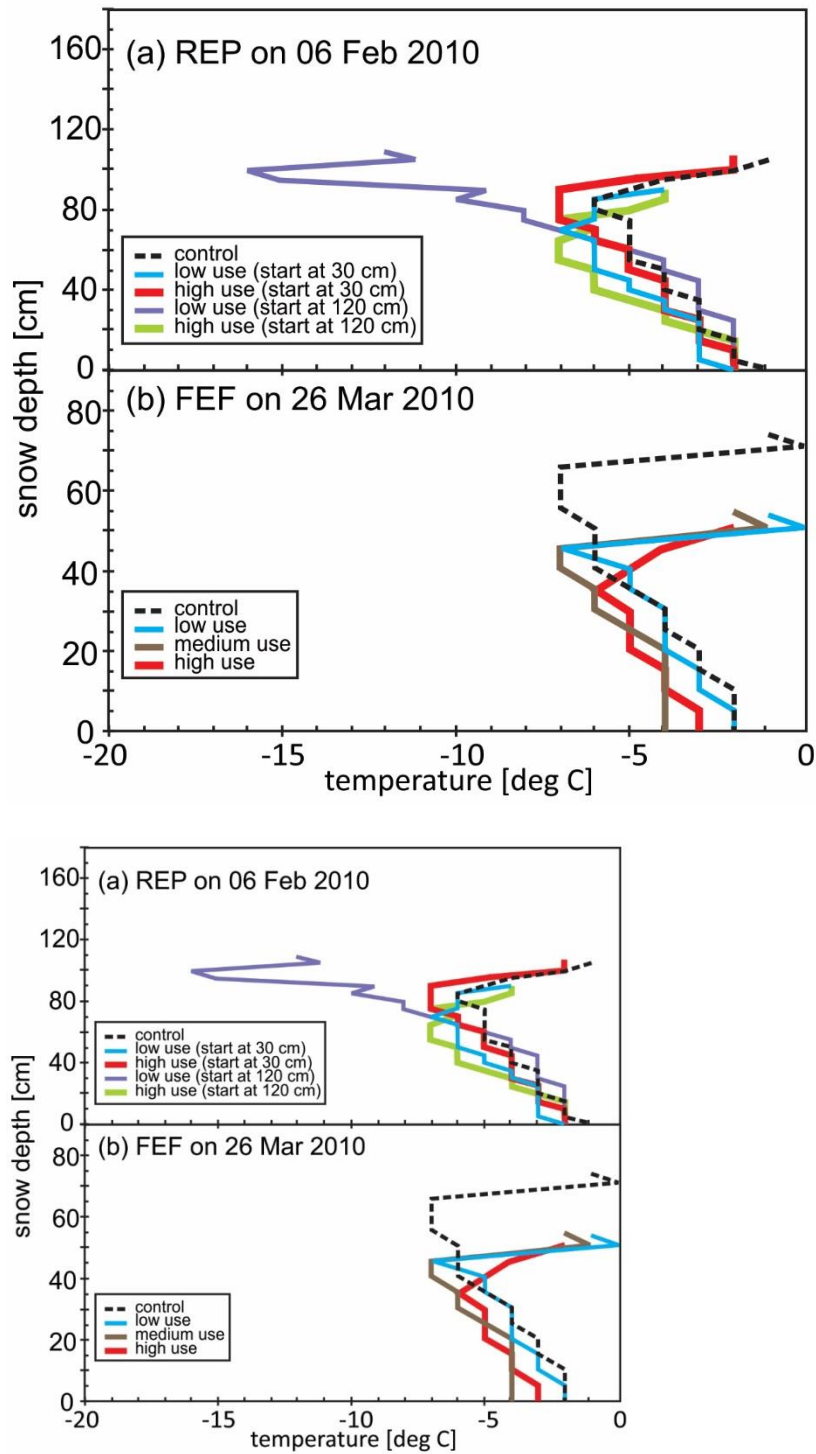 160
(a) REP on 06 Feb 2010
120
80
control
low use (start at 30 cm)
high use (start at 30 cm)
low use (start at 120 cm)
high use (start at 120 cm)
40
0
snow depth [cm]
(b) FEF on 26 Mar 2010
80
60
40
control
low use
medium use
high use
20
0
-20
-15
-10
-5
0
temperature [deg C]
160
(a) REP on 06 Feb 2010
120
80
control
low use (start at 30 cm)
high use (start at 30 cm)
low use (start at 120 cm)
high use (start at 120 cm)
40
0
snow depth [cm]
(b) FEF on 26 Mar 2010
80
60
40
control
low use
medium use
high use
20
0
-20
-15
-10
-5
0
temperature [deg C]